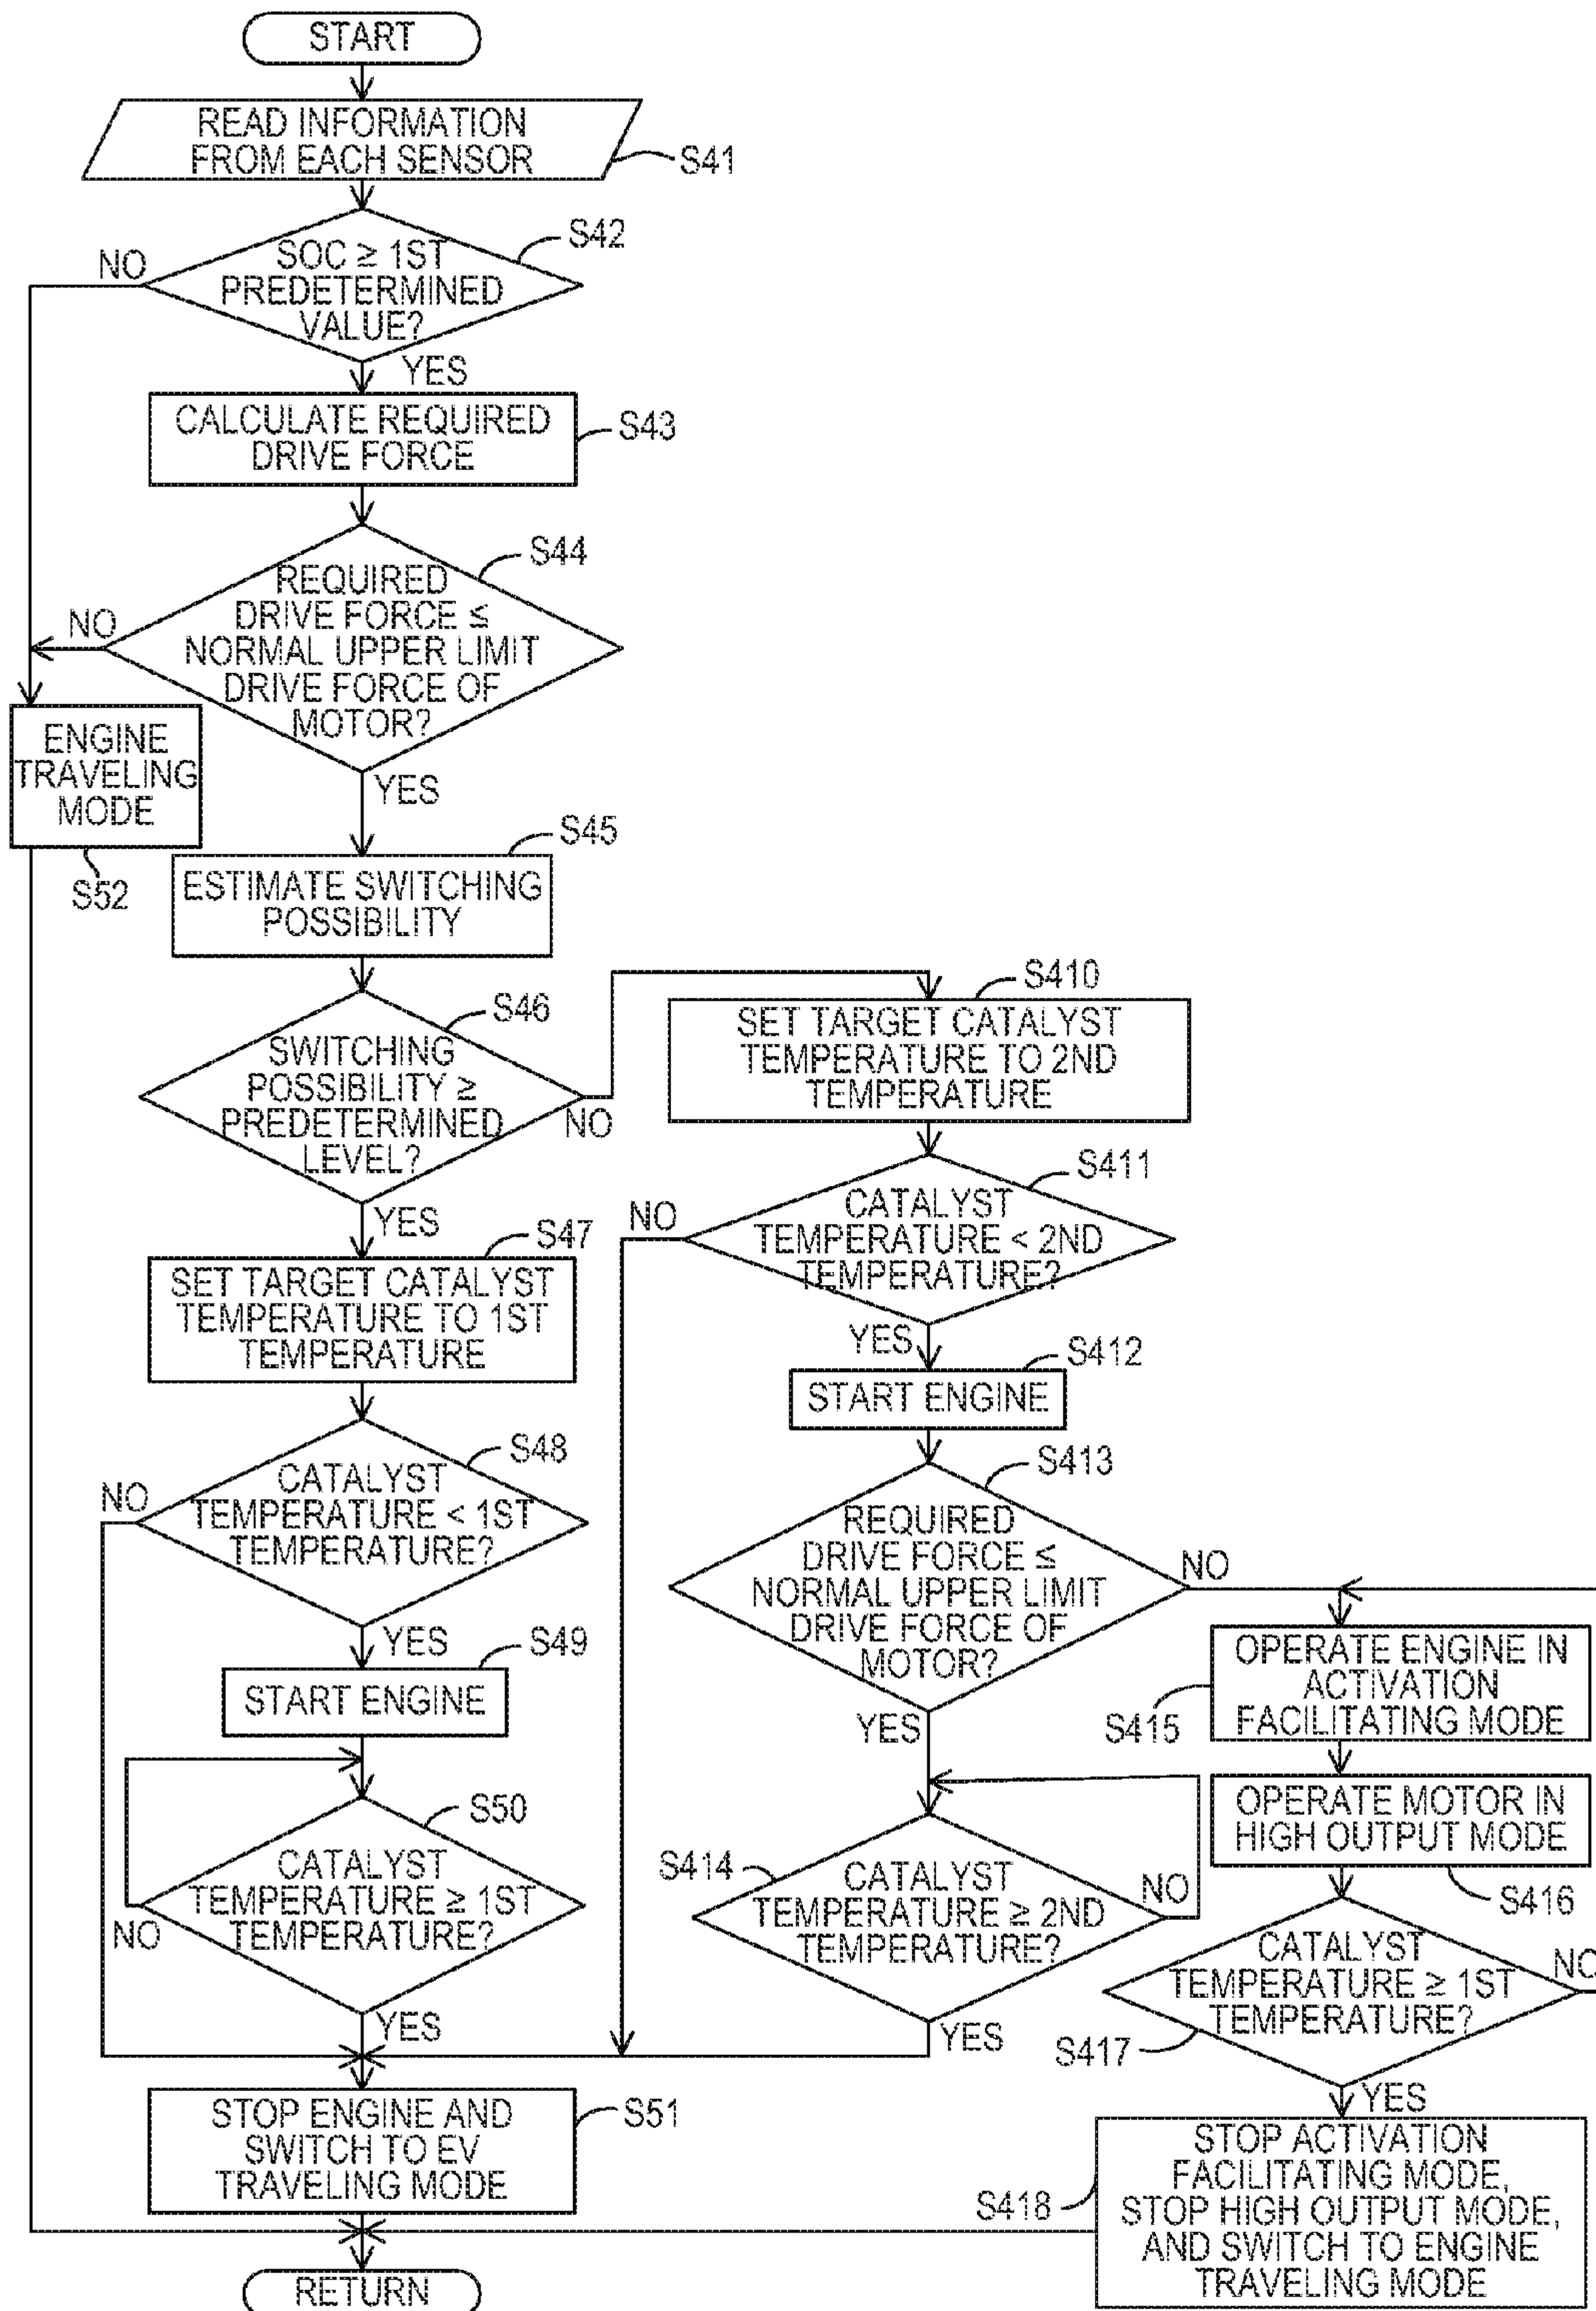 START
READ INFORMATION
FROM EACH SENSOR
S41
SOC ≥ 1ST
PREDETERMINED
VALUE?
S42
NO
YES
CALCULATE REQUIRED
DRIVE FORCE
S43
REQUIRED
DRIVE FORCE ≤
NORMAL UPPER LIMIT
DRIVE FORCE OF
MOTOR?
S44
NO
YES
ENGINE
TRAVELING
MODE
S52
ESTIMATE SWITCHING
POSSIBILITY
S45
SWITCHING
POSSIBILITY ≥
PREDETERMINED
LEVEL?
S46
NO
YES
SET TARGET CATALYST
TEMPERATURE TO 1ST
TEMPERATURE
S47
CATALYST
TEMPERATURE < 1ST
TEMPERATURE?
S48
NO
YES
START ENGINE
S49
CATALYST
TEMPERATURE ≥ 1ST
TEMPERATURE?
S50
NO
YES
STOP ENGINE AND
SWITCH TO EV
TRAVELING MODE
S51
RETURN
SET TARGET CATALYST
TEMPERATURE TO 2ND
TEMPERATURE
S410
CATALYST
TEMPERATURE < 2ND
TEMPERATURE?
S411
NO
YES
START ENGINE
S412
REQUIRED
DRIVE FORCE ≤
NORMAL UPPER LIMIT
DRIVE FORCE OF
MOTOR?
S413
NO
YES
CATALYST
TEMPERATURE ≥ 2ND
TEMPERATURE?
S414
NO
YES
OPERATE ENGINE IN
ACTIVATION
FACILITATING MODE
S415
OPERATE MOTOR IN
HIGH OUTPUT MODE
S416
CATALYST
TEMPERATURE ≥ 1ST
TEMPERATURE?
S417
NO
YES
STOP ACTIVATION
FACILITATING MODE,
STOP HIGH OUTPUT MODE,
AND SWITCH TO ENGINE
TRAVELING MODE
S418